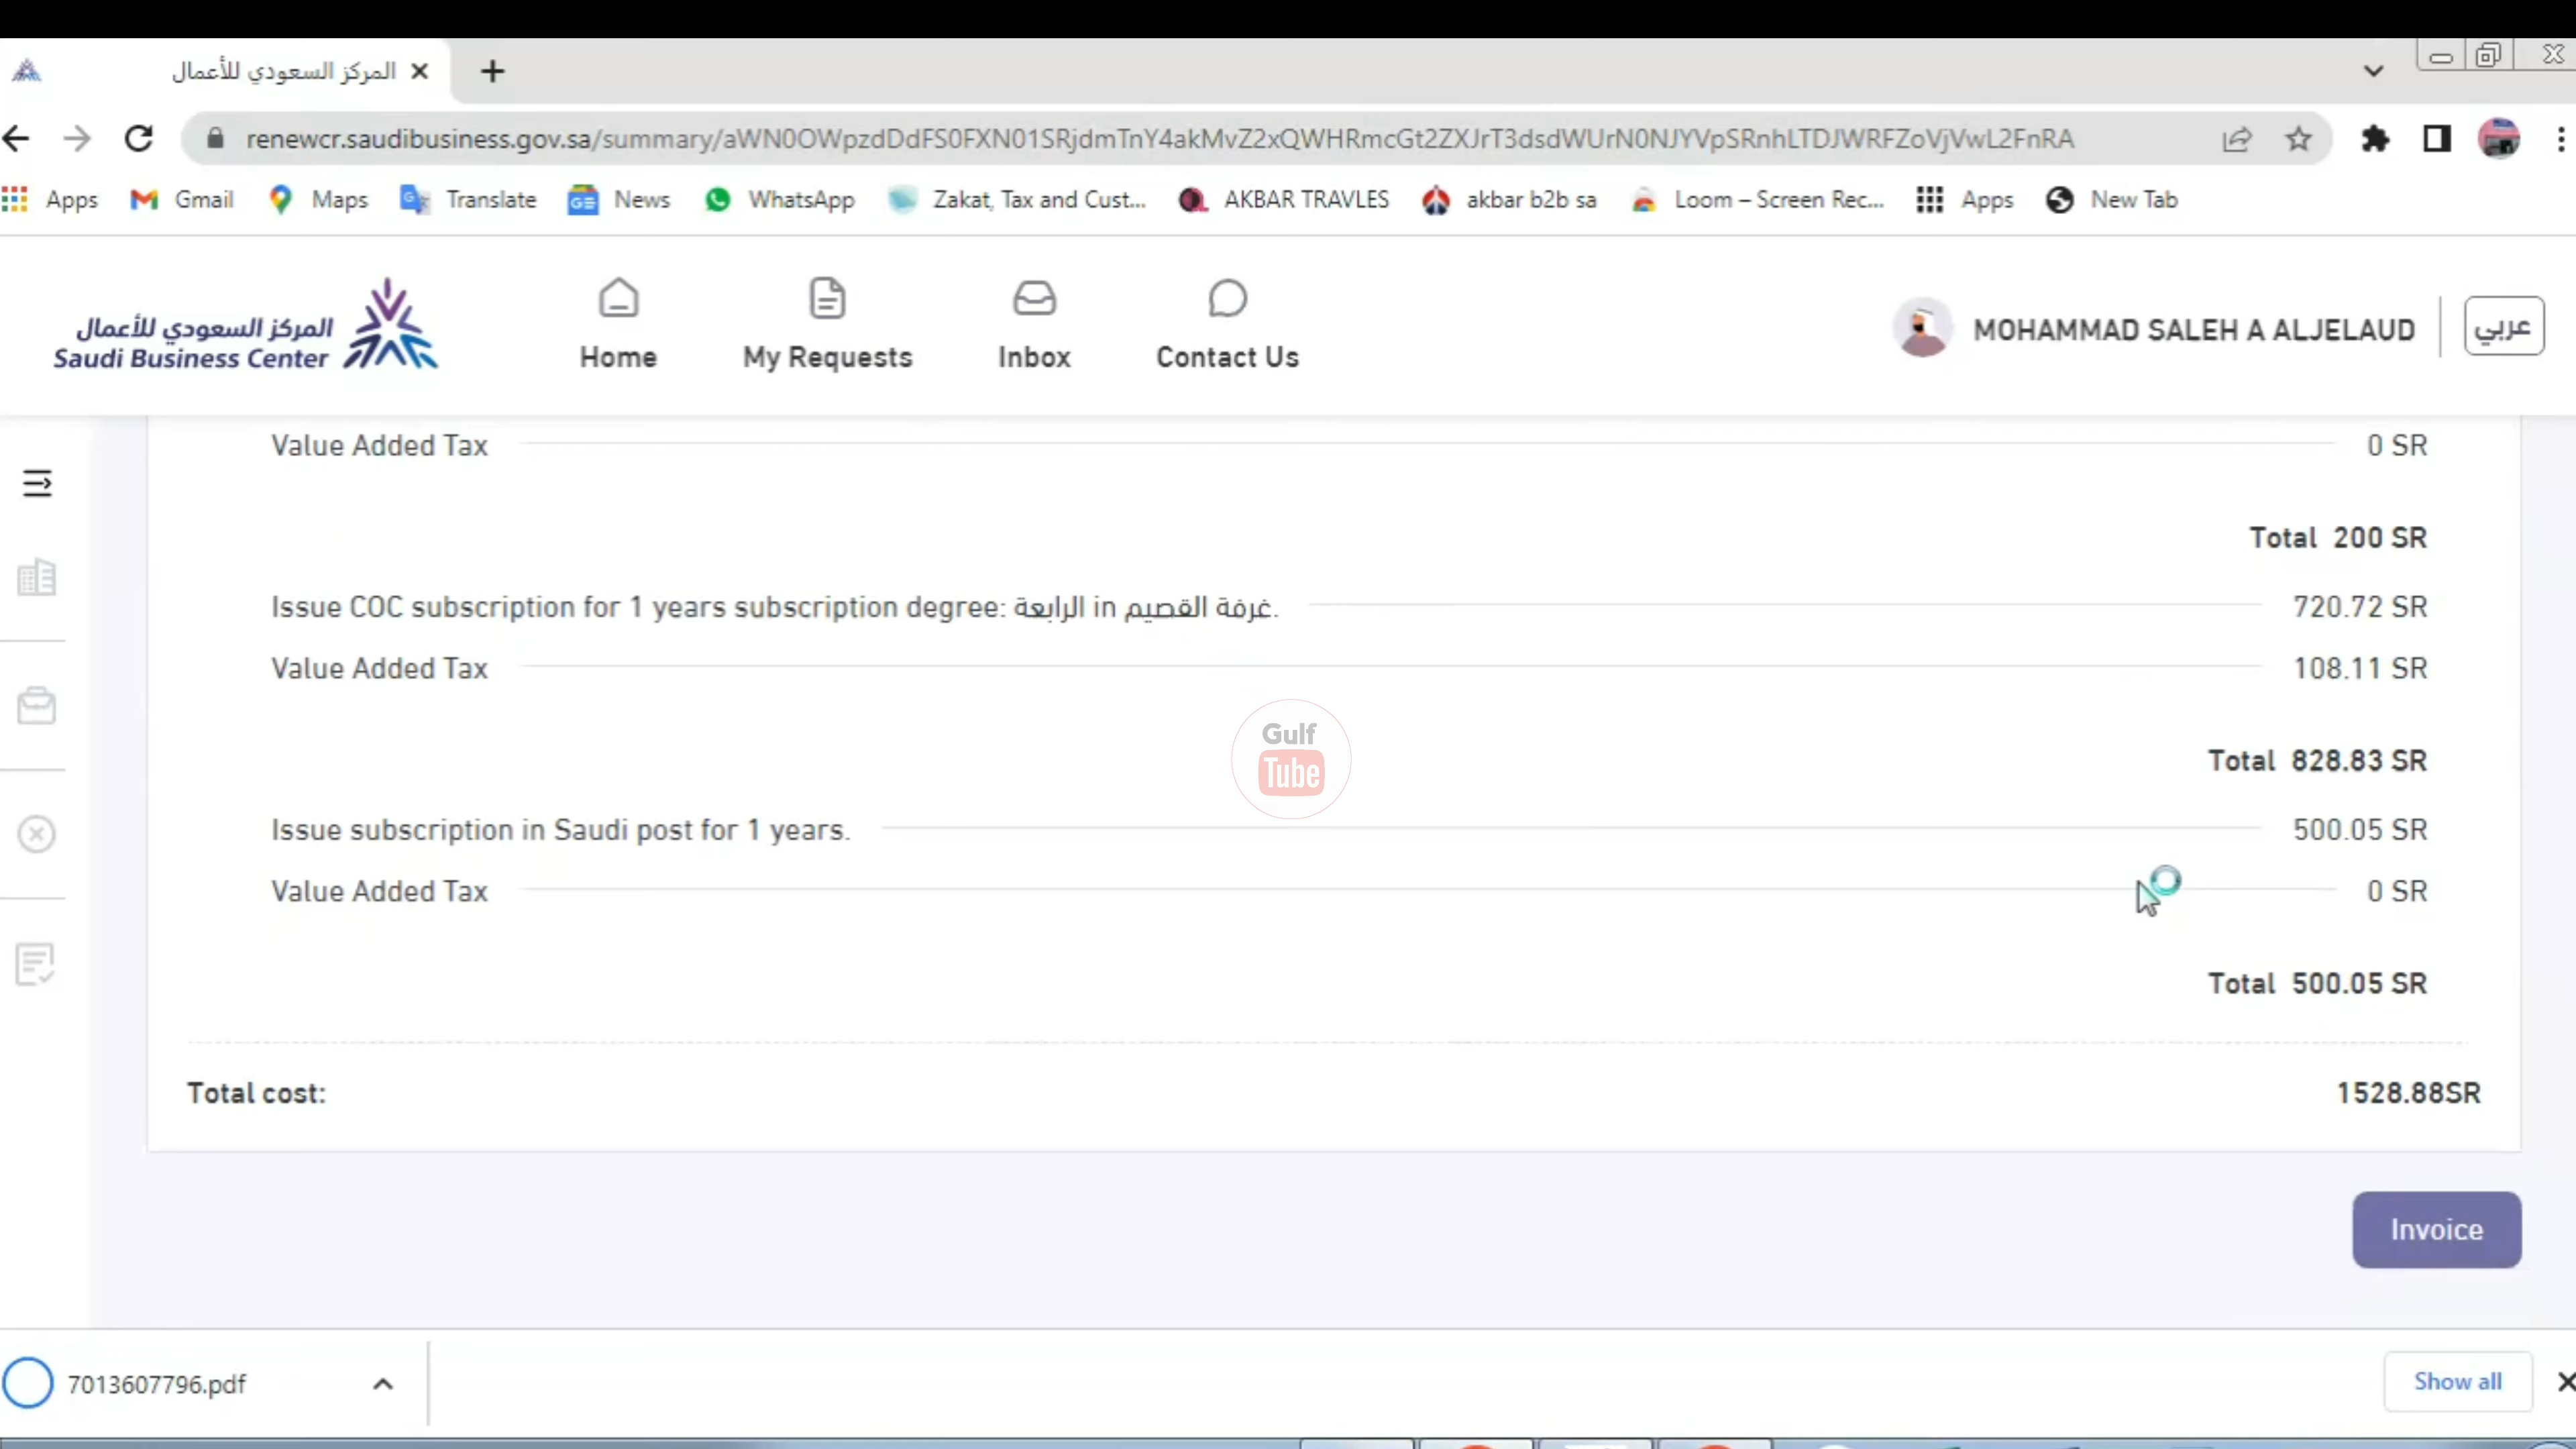 المركز السعودي للأعمال
renewcr.saudibusiness.gov.sa/summary/aWN0OWpzdDdFS0FXN01SRjdmTnY4akMvZ2xQWHRmcGt2ZXJrT3dsdWUrN0NJYVpSRnhLTDJWRFZoVjVwL2FnRA
Apps Gmail Maps Translate News WhatsApp Zakat, Tax and Cust... AKBAR TRAVLES akbar b2b sa Loom – Screen Rec... Apps New Tab
المركز السعودي للأعمال
Saudi Business Center
Home My Requests Inbox Contact Us
MOHAMMAD SALEH A ALJELAUD
عربي
Value Added Tax 0 SR
Total 200 SR
Issue COC subscription for 1 years subscription degree: الرابعة in غرفة القصيم. 720.72 SR
Value Added Tax 108.11 SR
Gulf
Tube
Total 828.83 SR
Issue subscription in Saudi post for 1 years. 500.05 SR
Value Added Tax 0 SR
Total 500.05 SR
Total cost: 1528.88SR
Invoice
7013607796.pdf
Show all